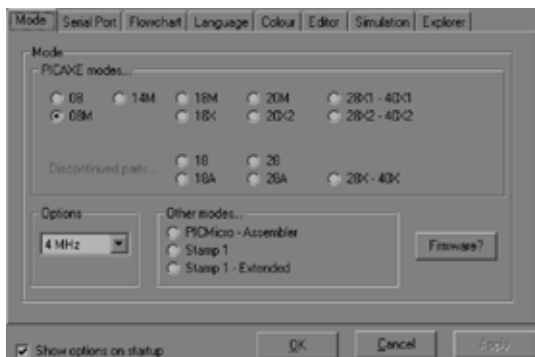 Mode Serial Port Flowchart Language Colour Editor Simulation Explorer
Mode
PICAXE modes...
08 14M 18M 20M 28X1 - 40X1
08M 18X 20X2 28X2 - 40X2
Discontinued parts...
18 28
18A 28A 28X - 40X
Options Other modes...
4 MHz
PICMicro - Assembler
Stamp 1
Stamp 1 - Extended
Firmware?
Show options on startup OK Cancel Apply